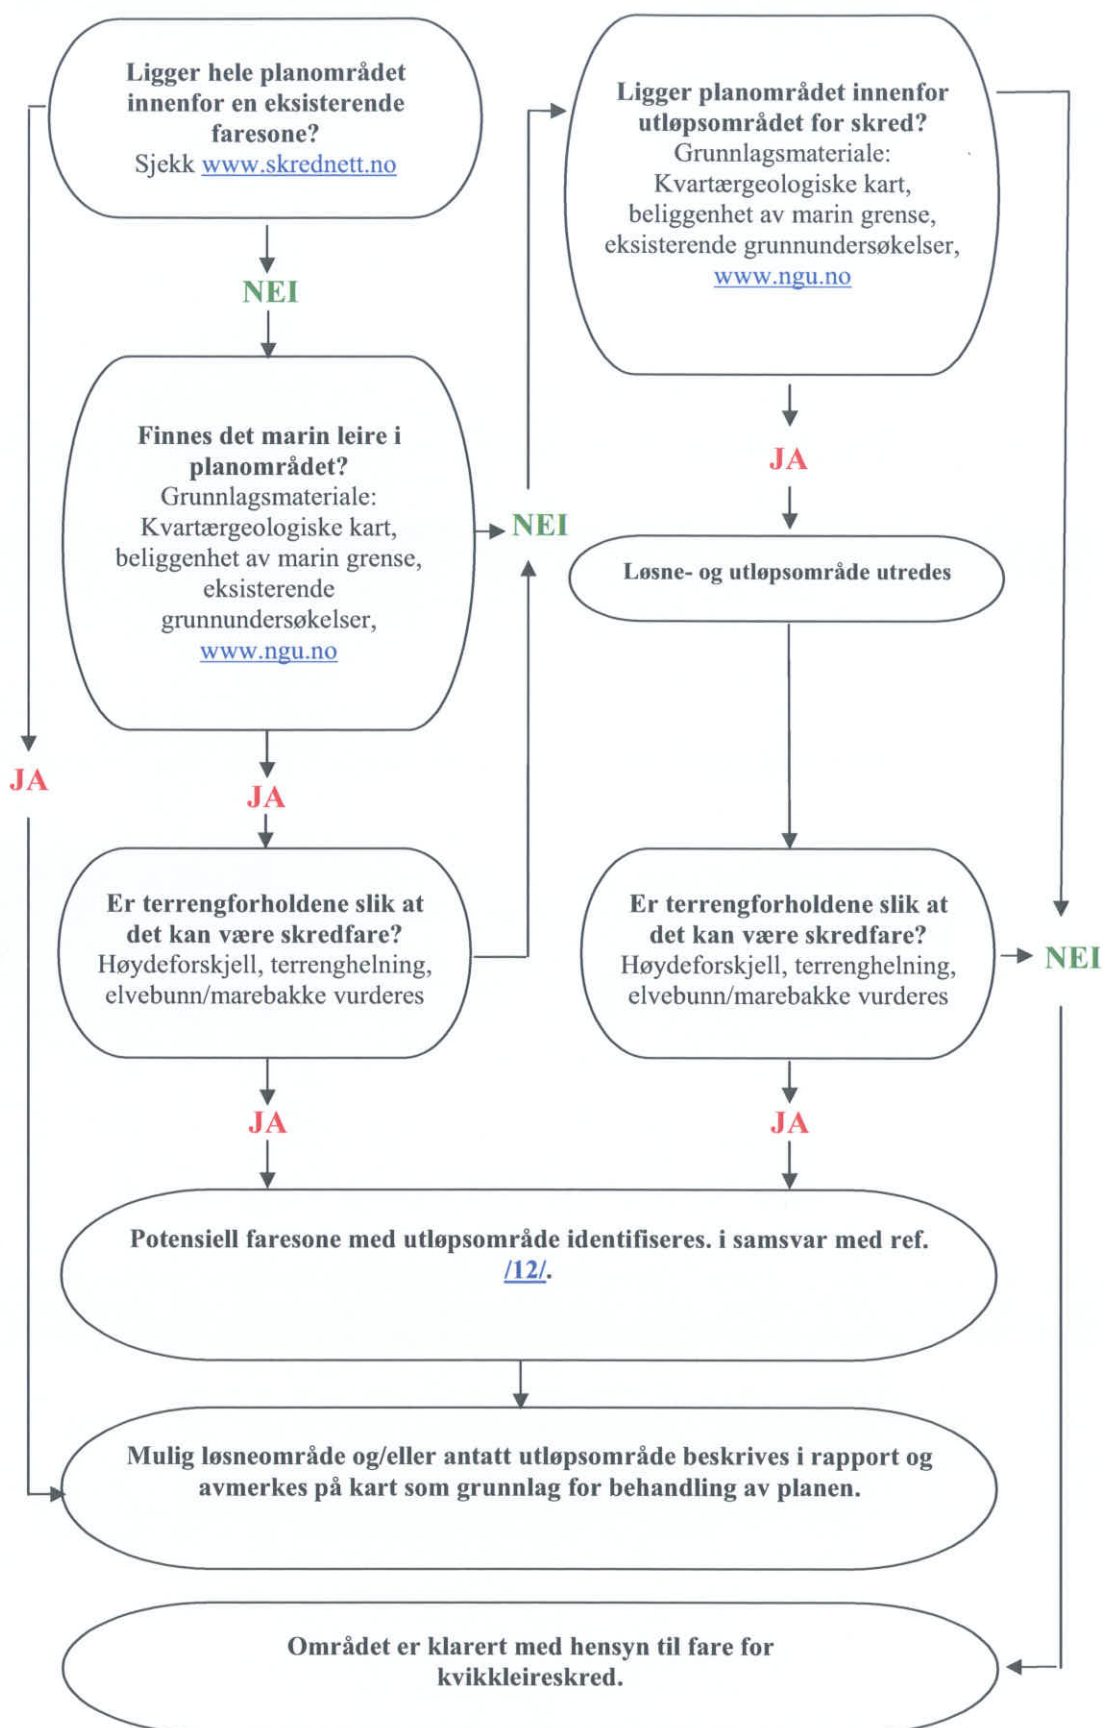 Ligger hele planområdet
innenfor en eksisterende
faresone?
Sjekk www.skrednett.no
NEI
Finnes det marin leire i
planområdet?
Grunnlagsmateriale:
Kvartærgeologiske kart,
beliggenhet av marin grense,
eksisterende
grunnundersøkelser,
www.ngu.no
JA
JA
Er terrengforholdene slik at
det kan være skredfare?
Høydeforskjell, terrenghelning,
elvebunn/marebakke vurderes
JA
NEI
Ligger planområdet innenfor
utløpsområdet for skred?
Grunnlagsmateriale:
Kvartærgeologiske kart,
beliggenhet av marin grense,
eksisterende grunnundersøkelser,
www.ngu.no
JA
Løsne- og utløpsområde utredes
Er terrengforholdene slik at
det kan være skredfare?
Høydeforskjell, terrenghelning,
elvebunn/marebakke vurderes
NEI
JA
Potensiell faresone med utløpsområde identifiseres. i samsvar med ref.
/12/.
Mulig løsneområde og/eller antatt utløpsområde beskrives i rapport og
avmerkes på kart som grunnlag for behandling av planen.
Området er klarert med hensyn til fare for
kvikkleireskred.